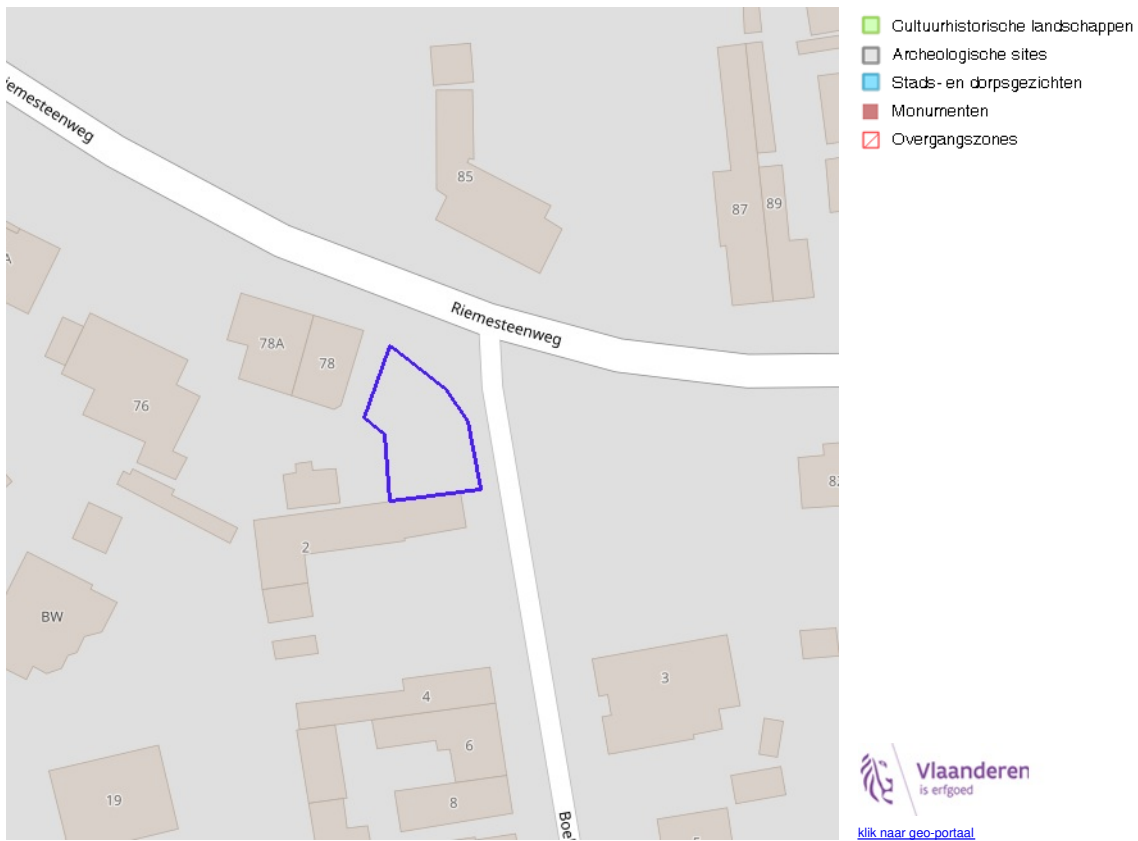 Cultuurhistorische landschappen
Archeologische sites
Stads- en dorpsgezichten
Monumenten
Overgangszones
Riemesteenweg
85
87
89
Riemesteenweg
78A
78
A
76
2
BW
3
4
6
19
8
Vlaanderen
is erfgoed
klik naar geo-portaal